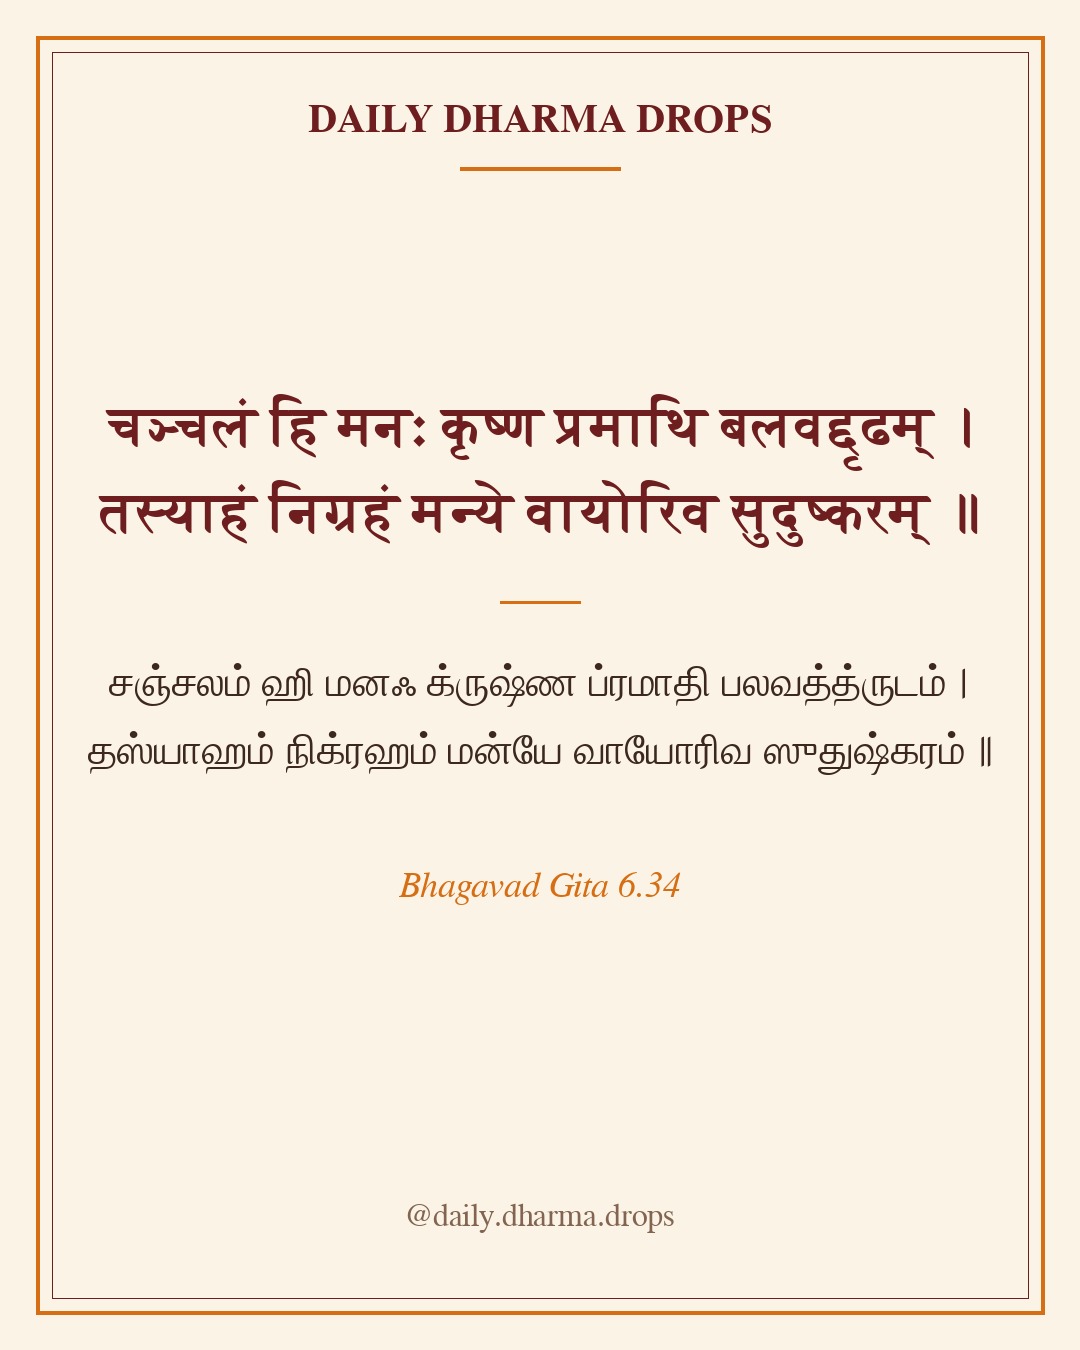 DAILY DHARMA DROPS
चञ्चलं हि मनः कृष्ण प्रमाथि बलवद्दृढम् ।
तस्याहं निग्रहं मन्ये वायोरिव सुदुष्करम् ॥
சஞ்சலம் ஹி மனஃ க்ருஷ்ண ப்ரமாதி பலவத்த்ருடம் |
தஸ்யாஹம் நிக்ரஹம் மன்யே வாயோரிவ ஸுதுஷ்கரம் ||
Bhagavad Gita 6.34
@daily.dharma.drops